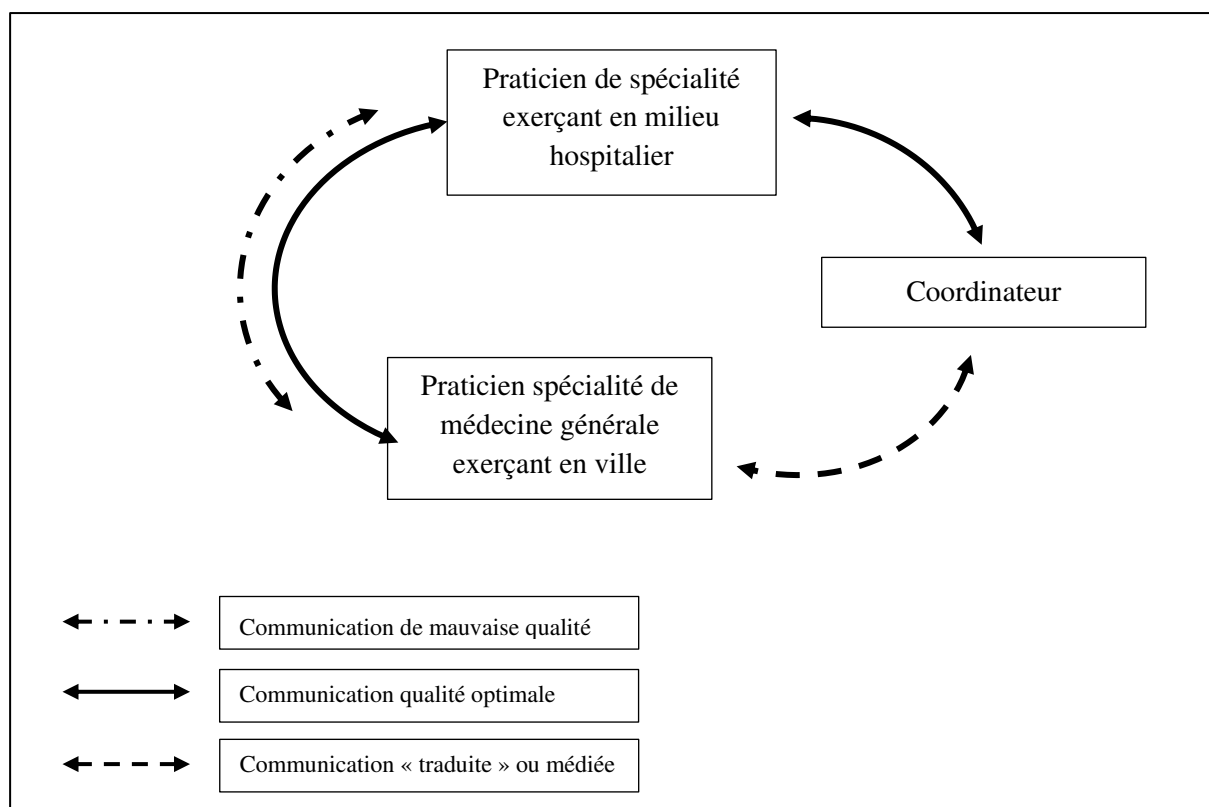 Praticien de spécialité
exerçant en milieu
hospitalier
Coordinateur
Praticien spécialité de
médecine générale
exerçant en ville
Communication de mauvaise qualité
Communication qualité optimale
Communication « traduite » ou médiée